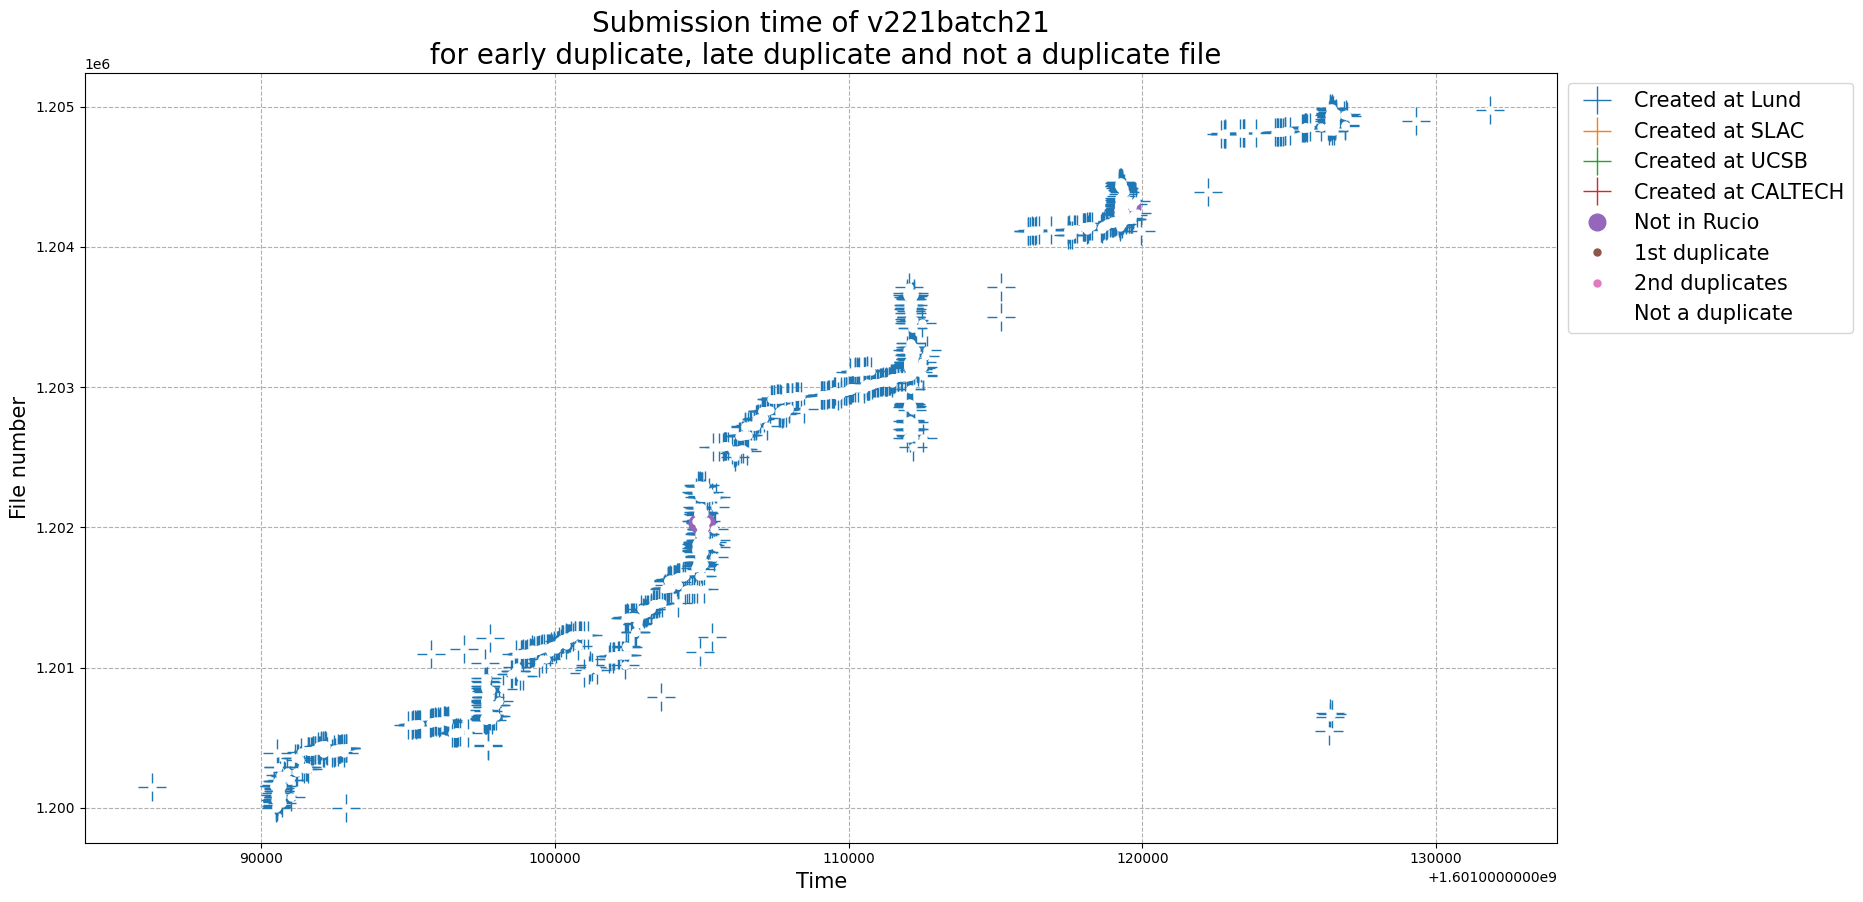 Submission time of v221batch21
for early duplicate, late duplicate and not a duplicate file
1e6
1.205
1.204
1.203
1.202
1.201
1.200
File number
90000
100000
110000
120000
130000
Time
+1.6010000000e9
Created at Lund
Created at SLAC
Created at UCSB
Created at CALTECH
Not in Rucio
1st duplicate
2nd duplicates
Not a duplicate